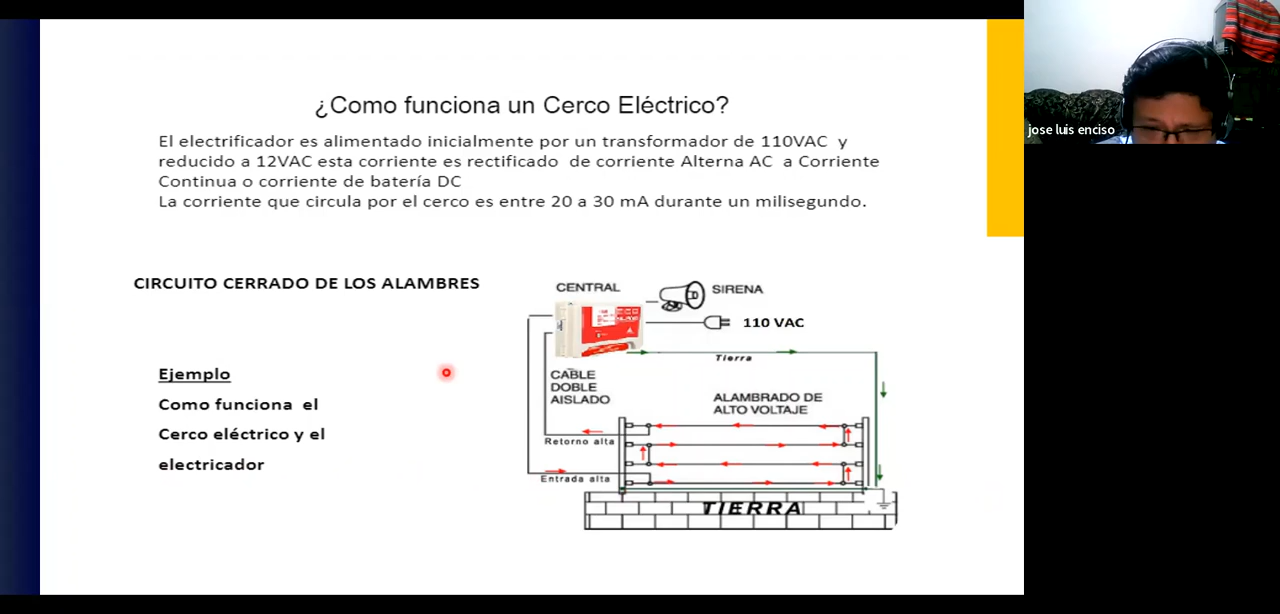 ¿Como funciona un Cerco Eléctrico?
El electrificador es alimentado inicialmente por un transformador de 110VAC y
reducido a 12VAC esta corriente es rectificado de corriente Alterna AC a Corriente
Continua o corriente de batería DC
La corriente que circula por el cerco es entre 20 a 30 mA durante un milisegundo.
jose luis enciso
CIRCUITO CERRADO DE LOS ALAMBRES
CENTRAL
SIRENA
110 VAC
Tierra
Ejemplo
Como funciona el
Cerco eléctrico y el
electricador
CABLE
DOBLE
AISLADO
ALAMBRADO DE
ALTO VOLTAJE
Retorno alta
Entrada alta
TIERRA